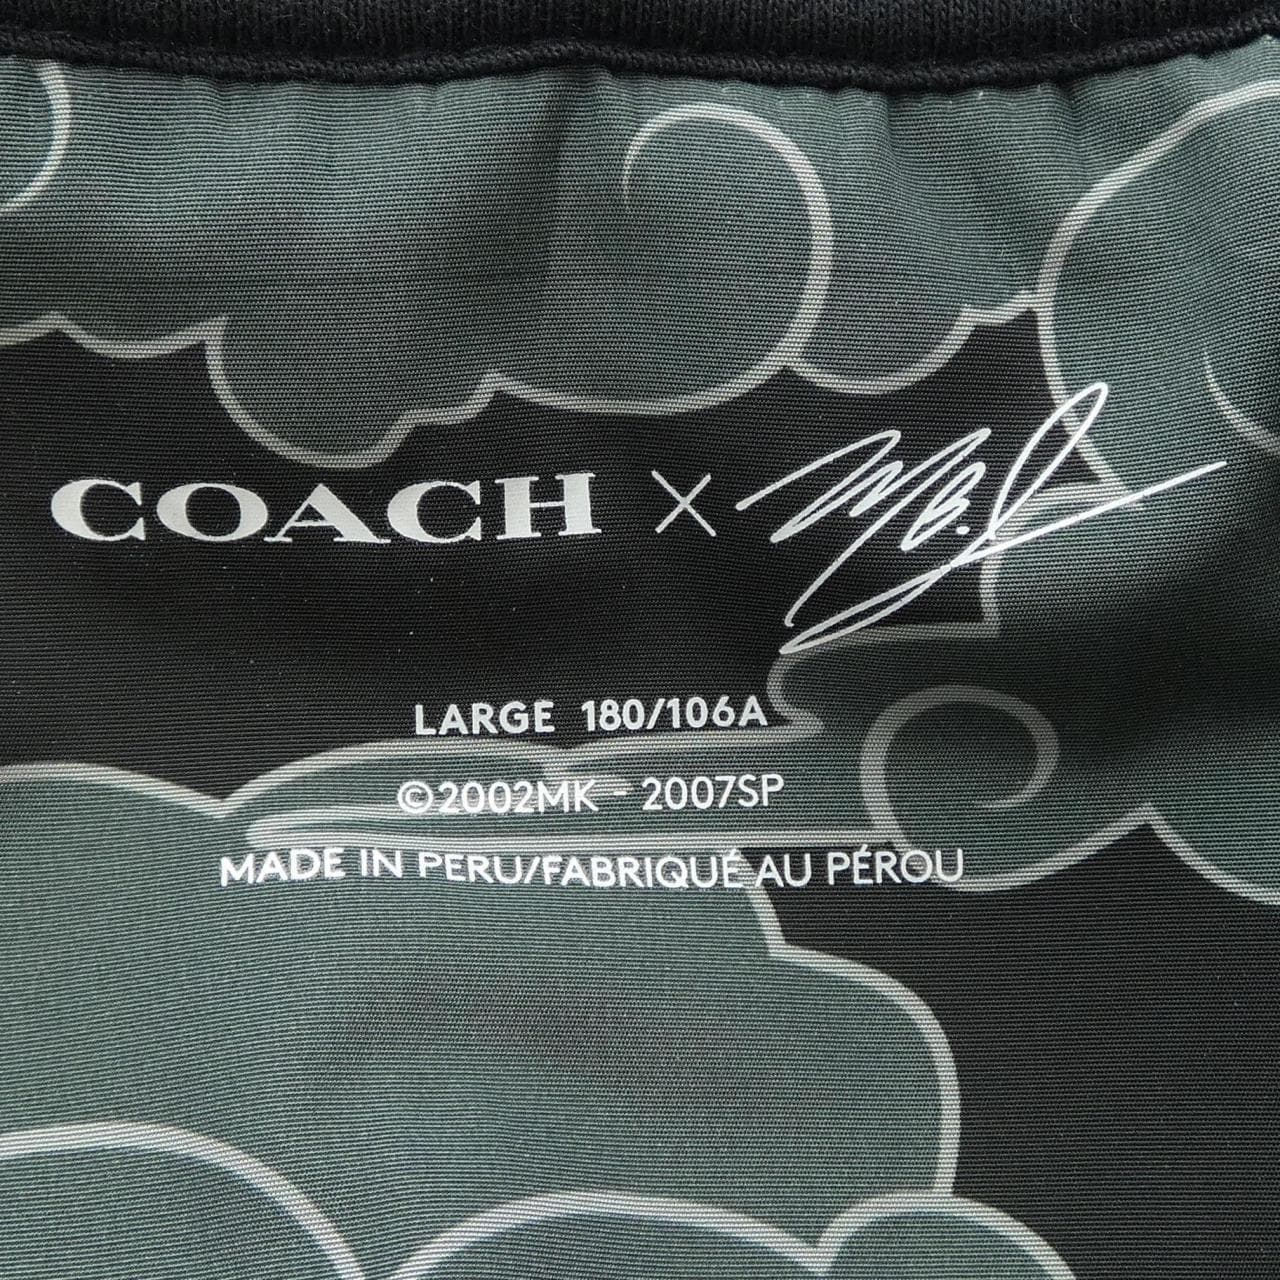 COACH X M.B.J
LARGE 180/106A
©2002MK - 2007SP
MADE IN PERU/FABRIQUÉ AU PÉROU